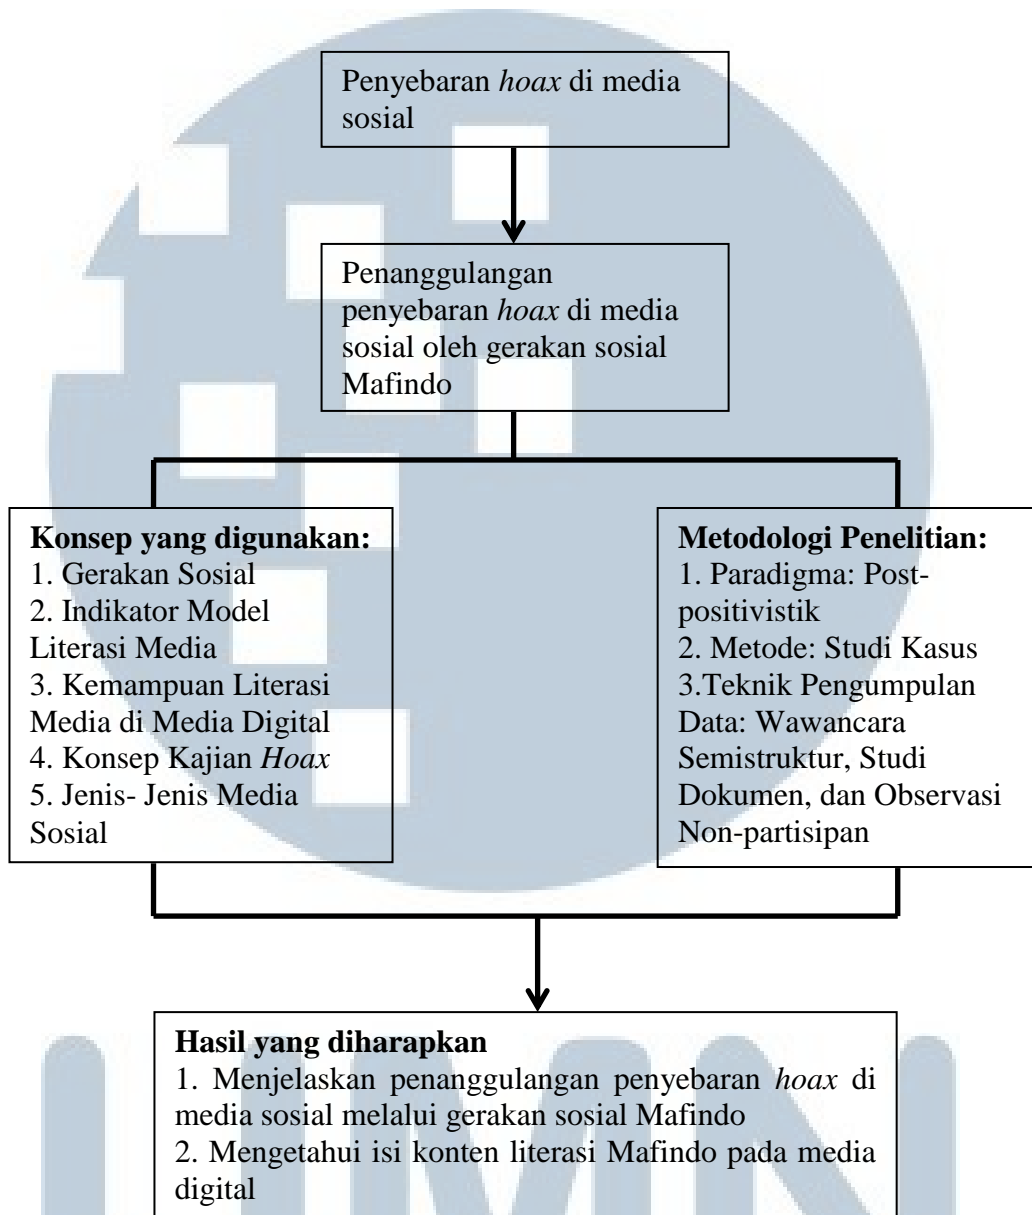 Penyebaran hoax di media
sosial
Penanggulangan
penyebaran hoax di media
sosial oleh gerakan sosial
Mafindo
Konsep yang digunakan:
1. Gerakan Sosial
2. Indikator Model
Literasi Media
3. Kemampuan Literasi
Media di Media Digital
4. Konsep Kajian Hoax
5. Jenis- Jenis Media
Sosial
Metodologi Penelitian:
1. Paradigma: Post-
positivistik
2. Metode: Studi Kasus
3.Teknik Pengumpulan
Data: Wawancara
Semistruktur, Studi
Dokumen, dan Observasi
Non-partisipan
Hasil yang diharapkan
1. Menjelaskan penanggulangan penyebaran hoax di
media sosial melalui gerakan sosial Mafindo
2. Mengetahui isi konten literasi Mafindo pada media
digital